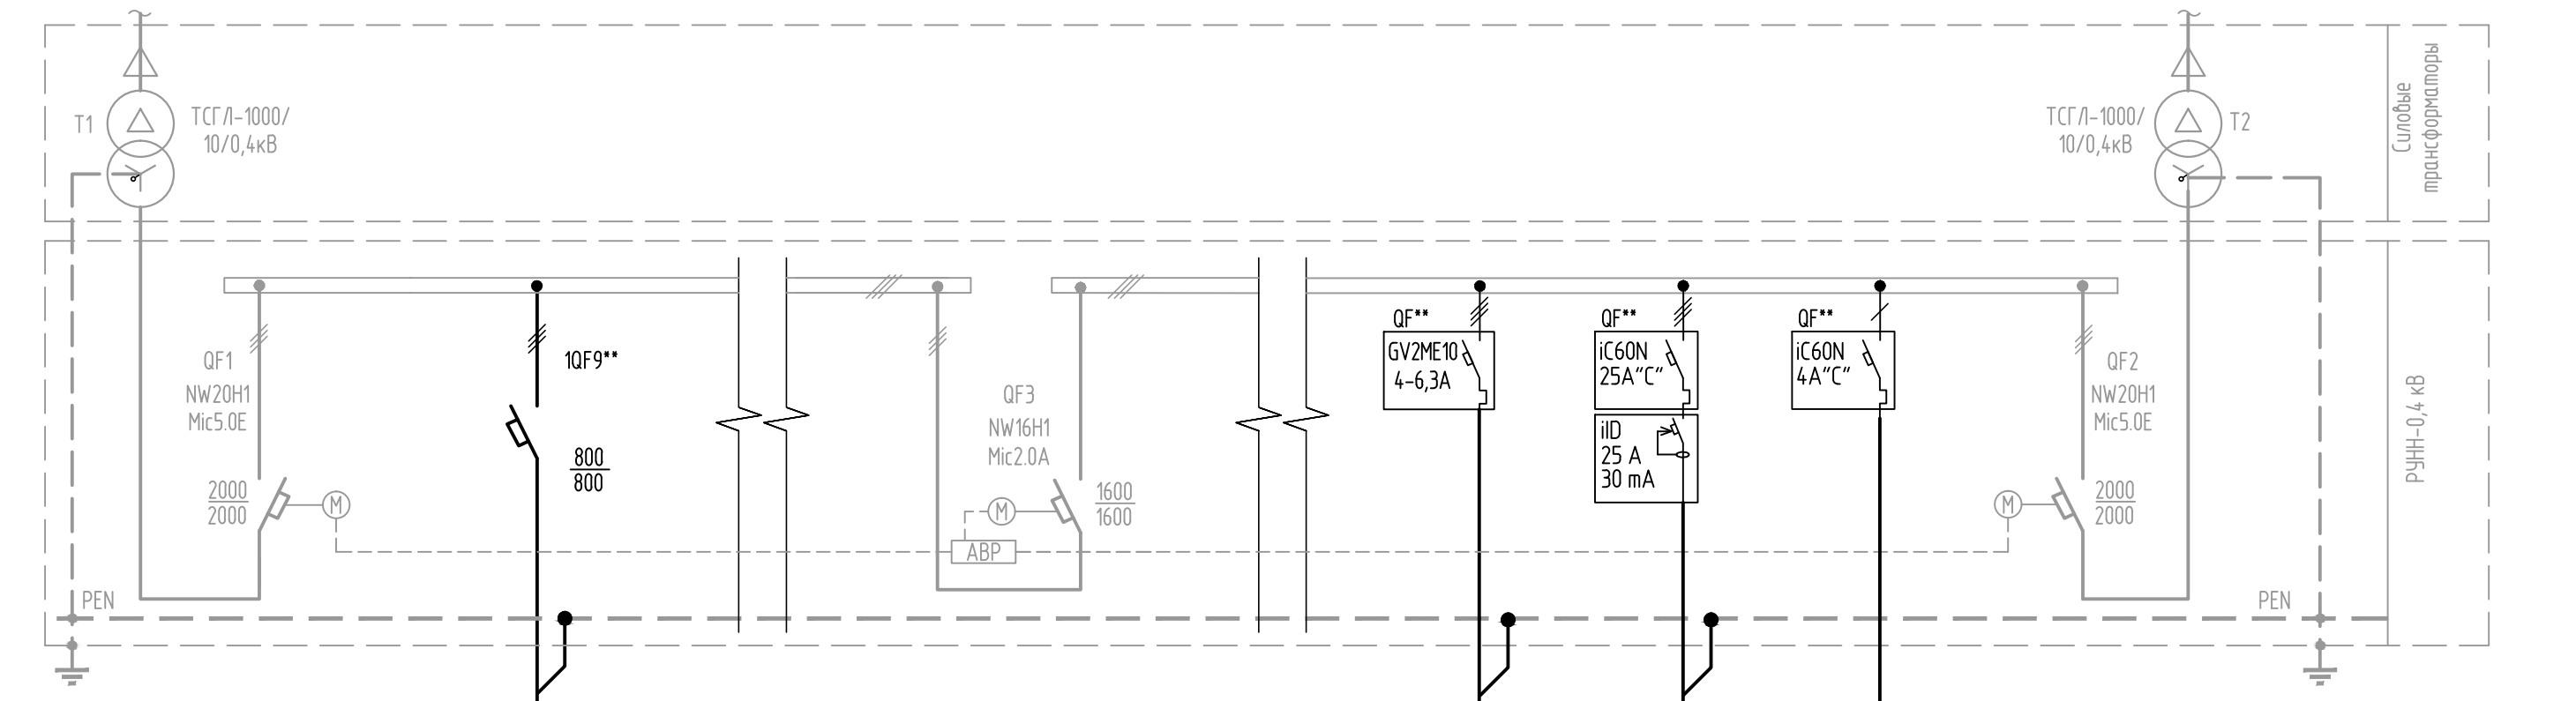 T1
ТСГЛ-1000/
10/0,4кВ
ТСГЛ-1000/
10/0,4кВ
T2
Силовые
трансформаторы
QF1
NW20H1
Mic5.0E
2000
2000
M
1QF9**
800
800
QF3
NW16H1
Mic2.0A
M
1600
1600
АВР
QF**
GV2ME10
4-6,3A
QF**
iC60N
25A"C"
iID
25 A
30 mA
QF**
iC60N
4A"C"
QF2
NW20H1
Mic5.0E
M
2000
2000
РУНН-0,4 кВ
PEN
PEN